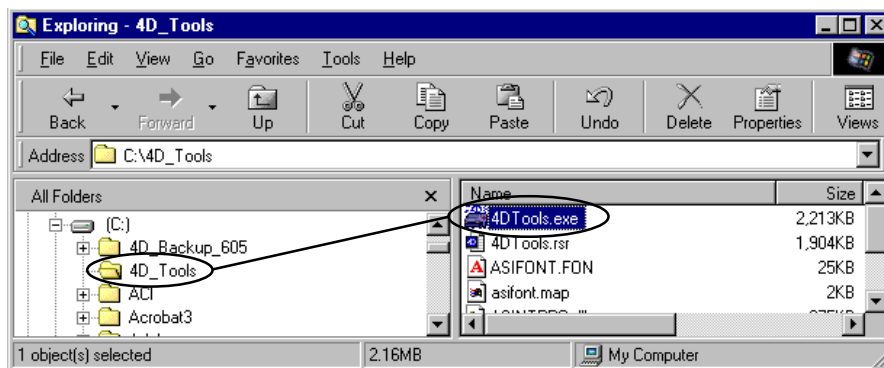 Exploring - 4D_Tools
File Edit View Go Favorites Tools Help
Back Forward Up Cut Copy Paste Undo Delete Properties Views
Address C:\4D_Tools
All Folders
(C:)
4D_Backup_605
4D_Tools
ACI
Acrobat3
Name Size
4DTools.exe 2,213KB
4DTools.rsr 1,904KB
ASIFONT.FON 25KB
asifont.map 2KB
1 object(s) selected 2.16MB My Computer